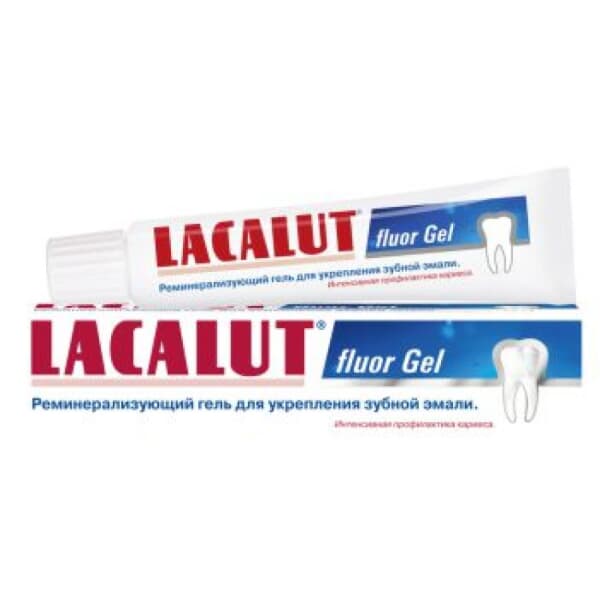 LACALUT® fluor Gel
Реминерализующий гель для укрепления зубной эмали.
Интенсивная профилактика кариеса
LACALUT® fluor Gel
Реминерализующий гель для укрепления зубной эмали.
Интенсивная профилактика кариеса